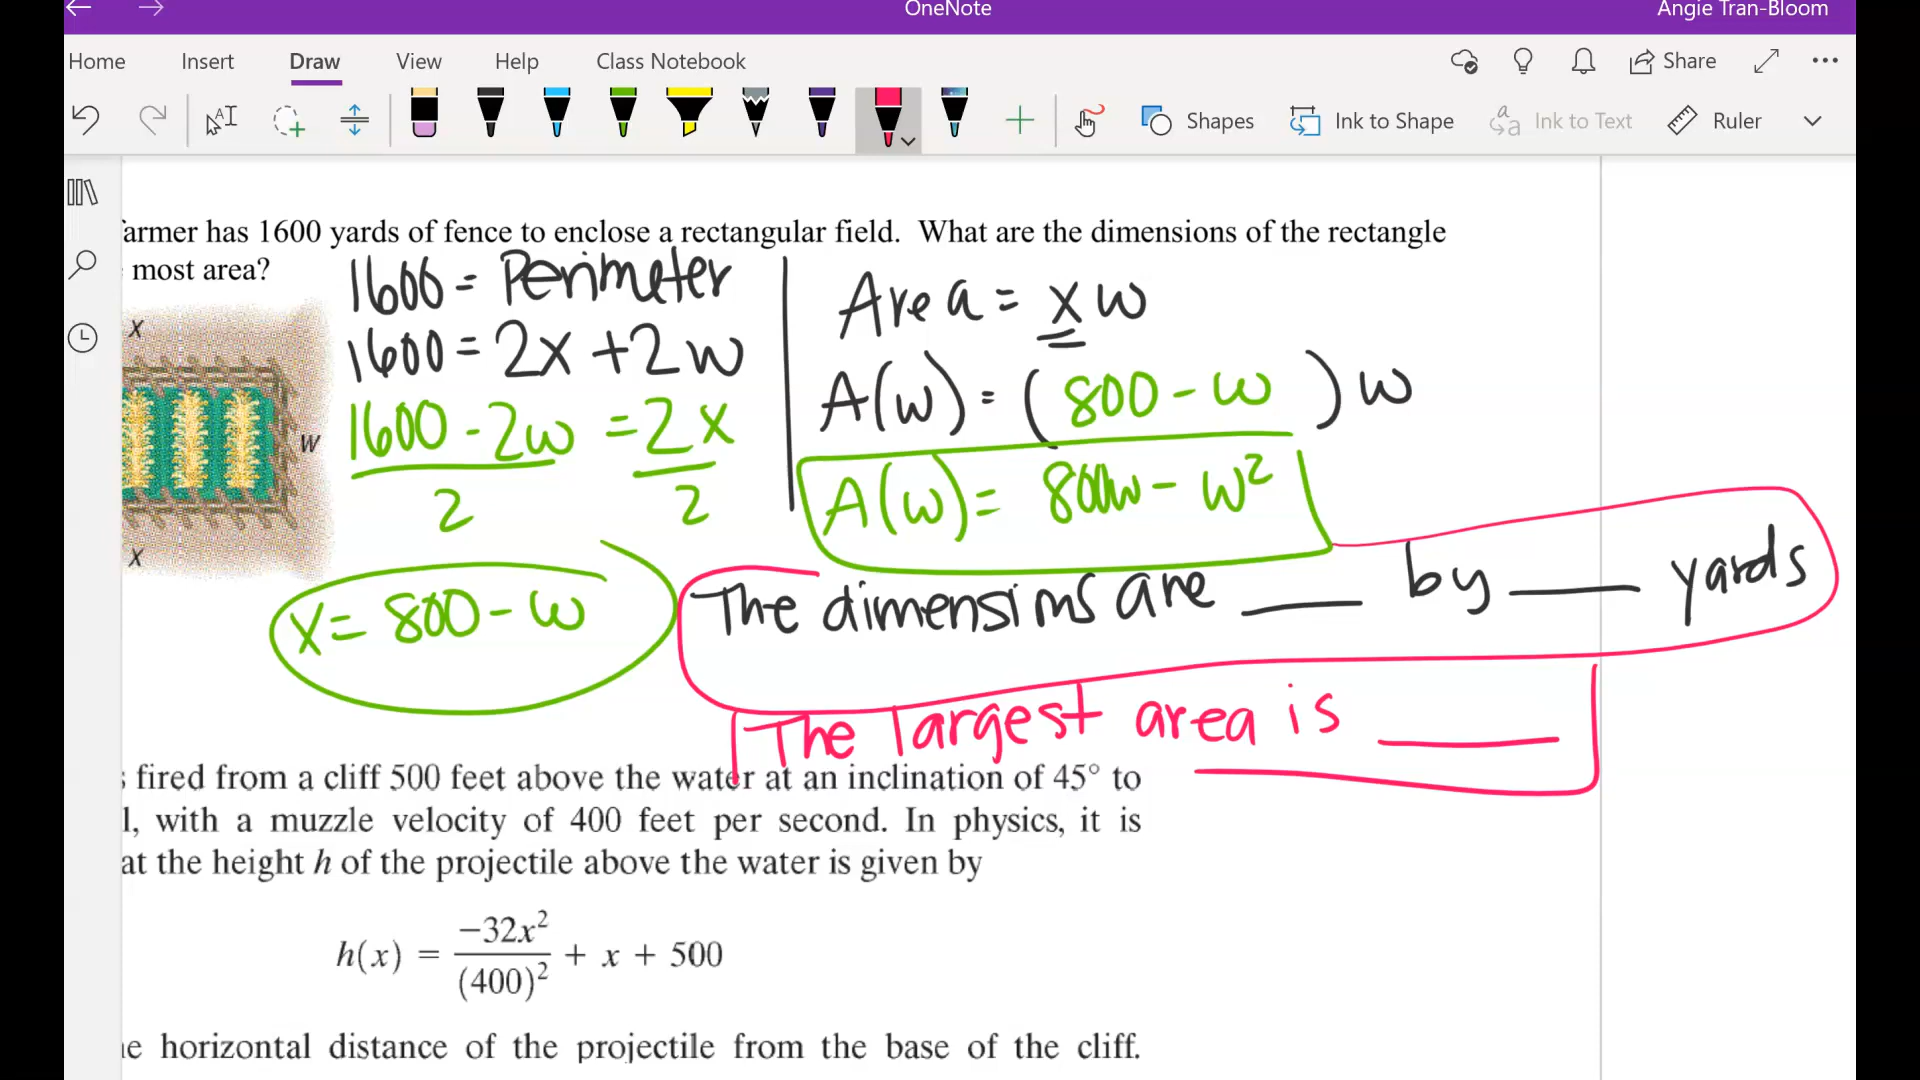 OneNote
Angie Tran-Bloom
Home Insert Draw View Help Class Notebook Share
Shapes Ink to Shape Ink to Text Ruler
farmer has 1600 yards of fence to enclose a rectangular field. What are the dimensions of the rectangle
most area?
X
W
X
1600 = Perimeter
1600 = 2x + 2w
1600 - 2w = 2x
2 2
x = 800 - w
Area = xw
A(w) = (800 - w)w
A(w) = 800w - w²
The dimensions are ____ by ____ yards
The largest area is ____
s fired from a cliff 500 feet above the water at an inclination of 45° to
l, with a muzzle velocity of 400 feet per second. In physics, it is
at the height h of the projectile above the water is given by
h(x) = −32x² / (400)² + x + 500
e horizontal distance of the projectile from the base of the cliff.